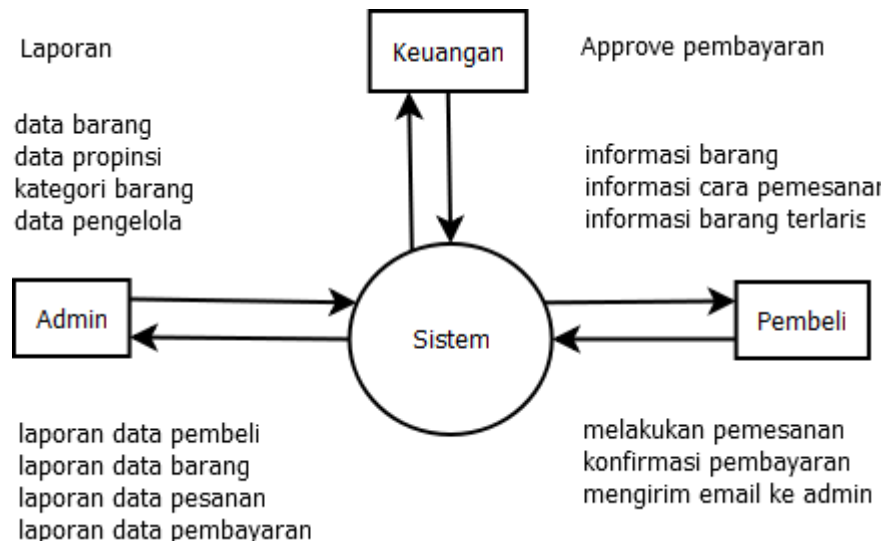 Laporan
Keuangan
Approve pembayaran
data barang
data propinsi
kategori barang
data pengelola
informasi barang
informasi cara pemesanan
informasi barang terlaris
Admin
Sistem
Pembeli
laporan data pembeli
laporan data barang
laporan data pesanan
laporan data pembayaran
melakukan pemesanan
konfirmasi pembayaran
mengirim email ke admin